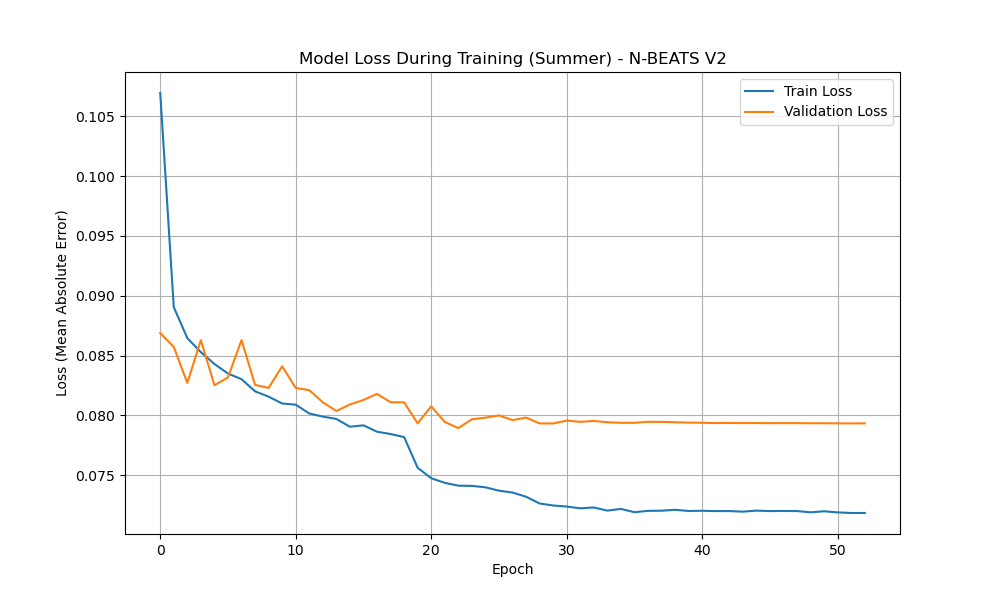 Model Loss During Training (Summer) - N-BEATS V2
Train Loss
Validation Loss
Loss (Mean Absolute Error)
0.105
0.100
0.095
0.090
0.085
0.080
0.075
0
10
20
30
40
50
Epoch